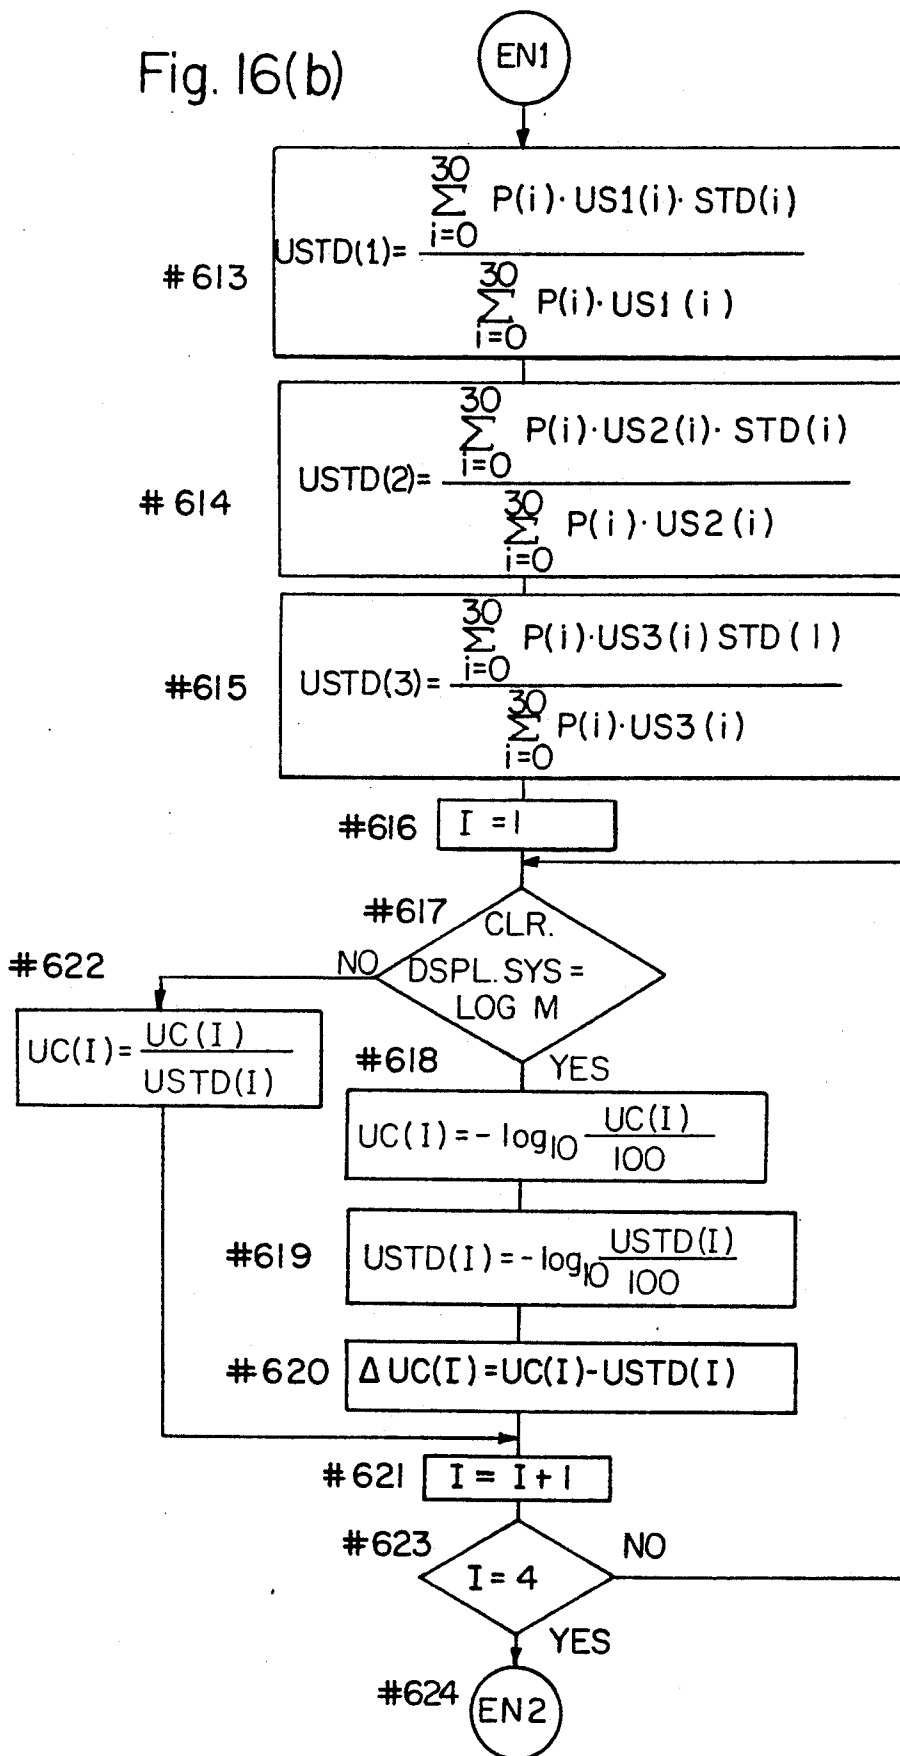 Fig. 16(b)
EN1
#613
USTD(1)=
30
∑ P(i)·US1(i)·STD(i)
i=0
30
∑ P(i)·US1(i)
i=0
#614
USTD(2)=
30
∑ P(i)·US2(i)·STD(i)
i=0
30
∑ P(i)·US2(i)
i=0
#615
USTD(3)=
30
∑ P(i)·US3(i)STD(1)
i=0
30
∑ P(i)·US3(i)
i=0
#616
I=1
#617
CLR.
DSPL.SYS=
LOG M
NO
YES
#622
UC(I)=
UC(I)
USTD(I)
#618
UC(I)=-log10
UC(I)
100
#619
USTD(I)=-log10
USTD(I)
100
#620
ΔUC(I)=UC(I)-USTD(I)
#621
I=I+1
#623
I=4
NO
YES
#624
EN2